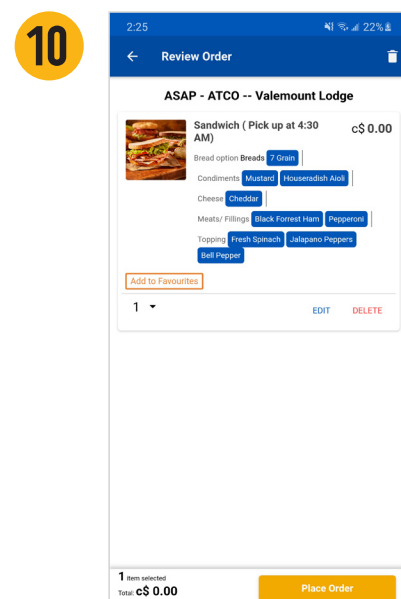 10
2:25 22%
Review Order
ASAP - ATCO -- Valemount Lodge
Sandwich ( Pick up at 4:30 AM) c$ 0.00
Bread option Breads 7 Grain
Condiments Mustard Houseradish Aioli
Cheese Cheddar
Meats/ Fillings Black Forrest Ham Pepperoni
Topping Fresh Spinach Jalapano Peppers
Bell Pepper
Add to Favourites
1 EDIT DELETE
1 item selected
Total: c$ 0.00 Place Order